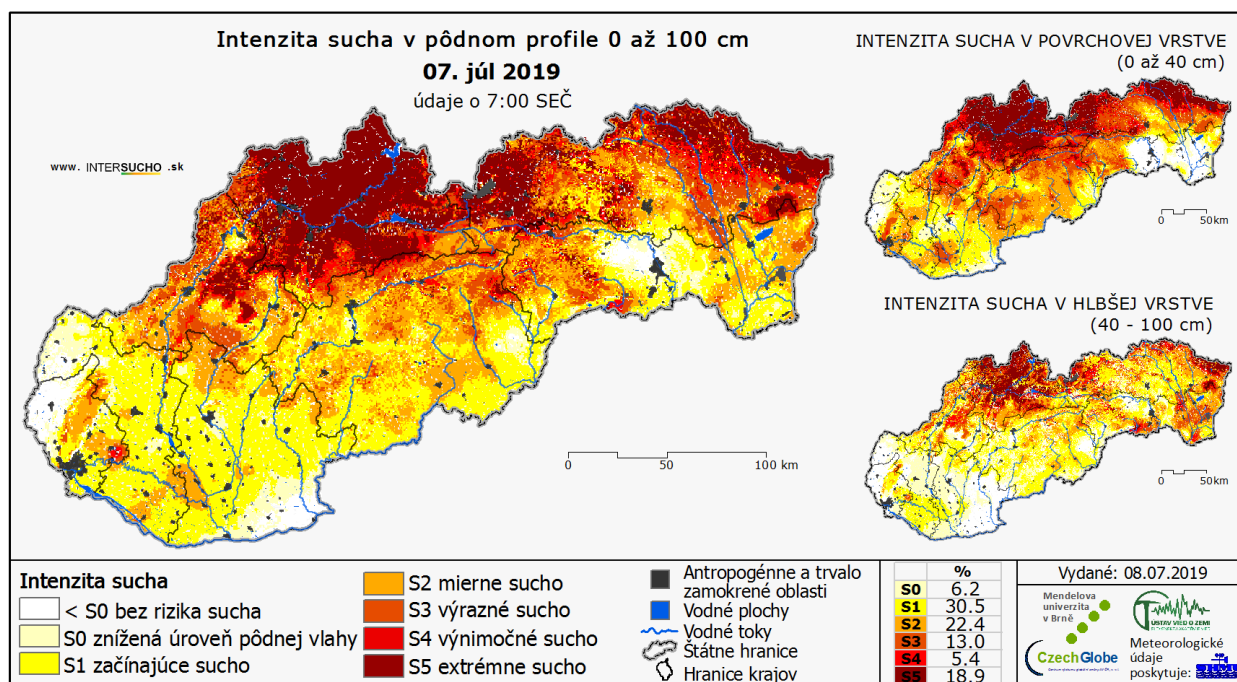 Intenzita sucha v pôdnom profile 0 až 100 cm
07. júl 2019
údaje o 7:00 SEČ
www. INTERSUCHO .sk
0 50 100 km
INTENZITA SUCHA V POVRCHOVEJ VRSTVE
(0 až 40 cm)
0 50km
INTENZITA SUCHA V HLBŠEJ VRSTVE
(40 - 100 cm)
0 50km
Intenzita sucha
< S0 bez rizika sucha
S0 znížená úroveň pôdnej vlahy
S1 začínajúce sucho
S2 mierne sucho
S3 výrazné sucho
S4 výnimočné sucho
S5 extrémne sucho
Antropogénne a trvalo
zamokrené oblasti
Vodné plochy
Vodné toky
Štátne hranice
Hranice krajov
%
S0 6.2
S1 30.5
S2 22.4
S3 13.0
S4 5.4
S5 18.9
Vydané: 08.07.2019
Mendelova
univerzita
v Brně
CzechGlobe
ÚSTAV VIED O ZEMI
Meteorologické
údaje
poskytuje: